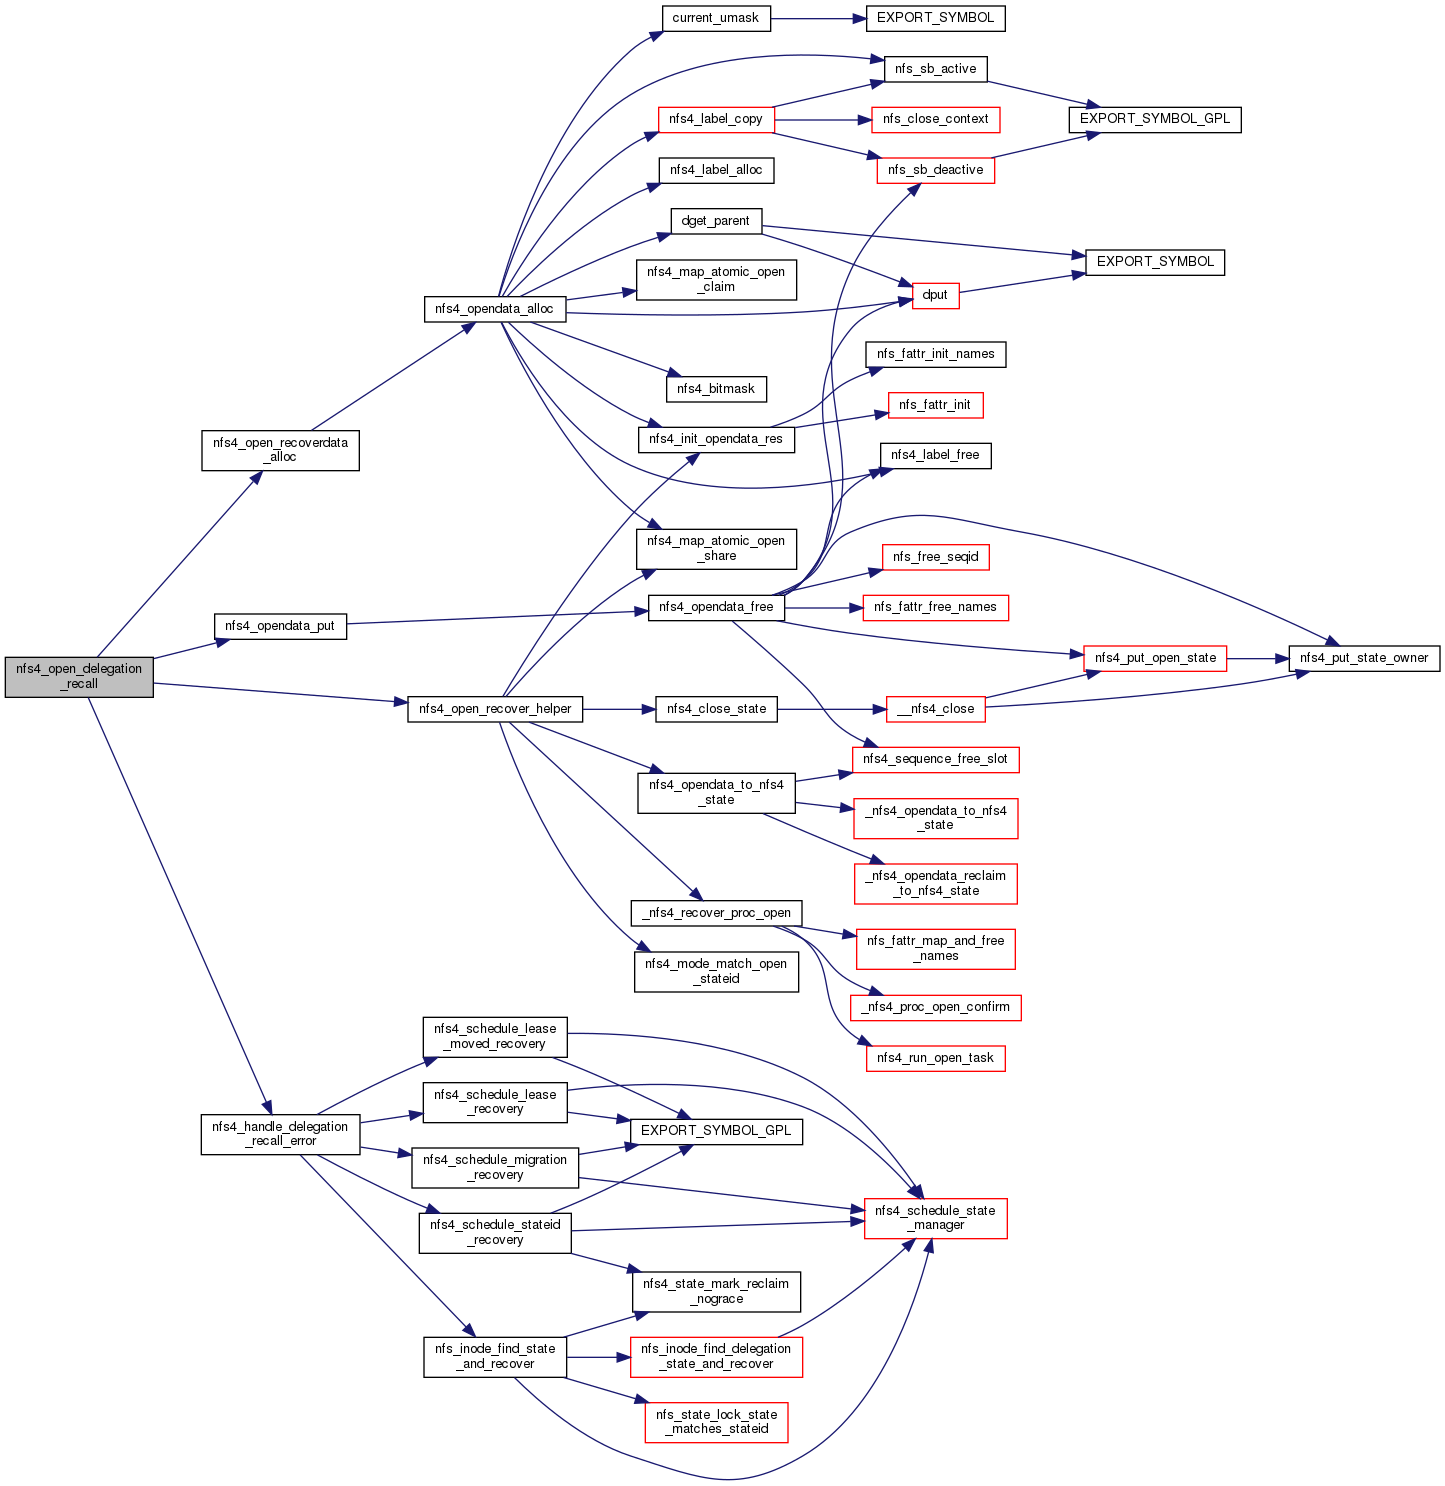 current_umask
EXPORT_SYMBOL
nfs_sb_active
nfs4_label_copy
nfs_close_context
EXPORT_SYMBOL_GPL
nfs4_label_alloc
nfs_sb_deactive
dget_parent
EXPORT_SYMBOL
nfs4_map_atomic_open
_claim
dput
nfs4_opendata_alloc
nfs_fattr_init_names
nfs4_bitmask
nfs_fattr_init
nfs4_open_recoverdata
_alloc
nfs4_init_opendata_res
nfs4_label_free
nfs4_map_atomic_open
_share
nfs_free_seqid
nfs4_opendata_free
nfs_fattr_free_names
nfs4_opendata_put
nfs4_put_open_state
nfs4_put_state_owner
nfs4_open_delegation
_recall
nfs4_open_recover_helper
nfs4_close_state
__nfs4_close
nfs4_sequence_free_slot
nfs4_opendata_to_nfs4
_state
_nfs4_opendata_to_nfs4
_state
_nfs4_opendata_reclaim
_to_nfs4_state
_nfs4_recover_proc_open
nfs_fattr_map_and_free
_names
nfs4_mode_match_open
_stateid
_nfs4_proc_open_confirm
nfs4_schedule_lease
_moved_recovery
nfs4_run_open_task
nfs4_schedule_lease
_recovery
nfs4_handle_delegation
_recall_error
EXPORT_SYMBOL_GPL
nfs4_schedule_migration
_recovery
nfs4_schedule_state
_manager
nfs4_schedule_stateid
_recovery
nfs4_state_mark_reclaim
_nograce
nfs_inode_find_state
_and_recover
nfs_inode_find_delegation
_state_and_recover
nfs_state_lock_state
_matches_stateid